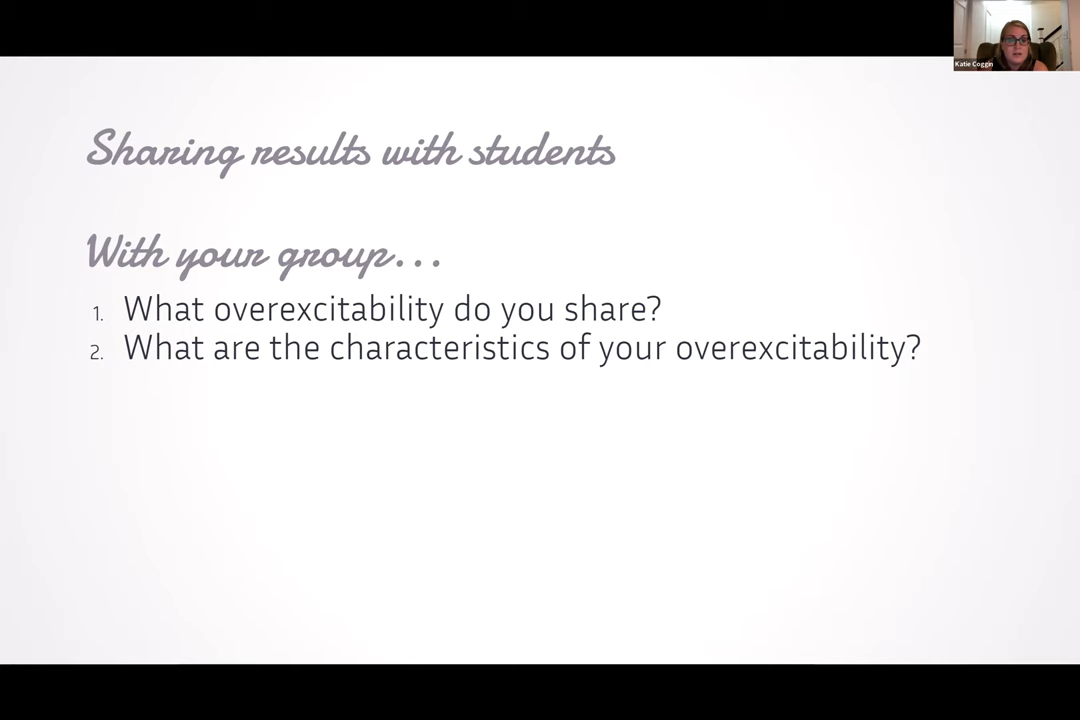 Katie Coggin
Sharing results with students
With your group...
1. What overexcitability do you share?
2. What are the characteristics of your overexcitability?